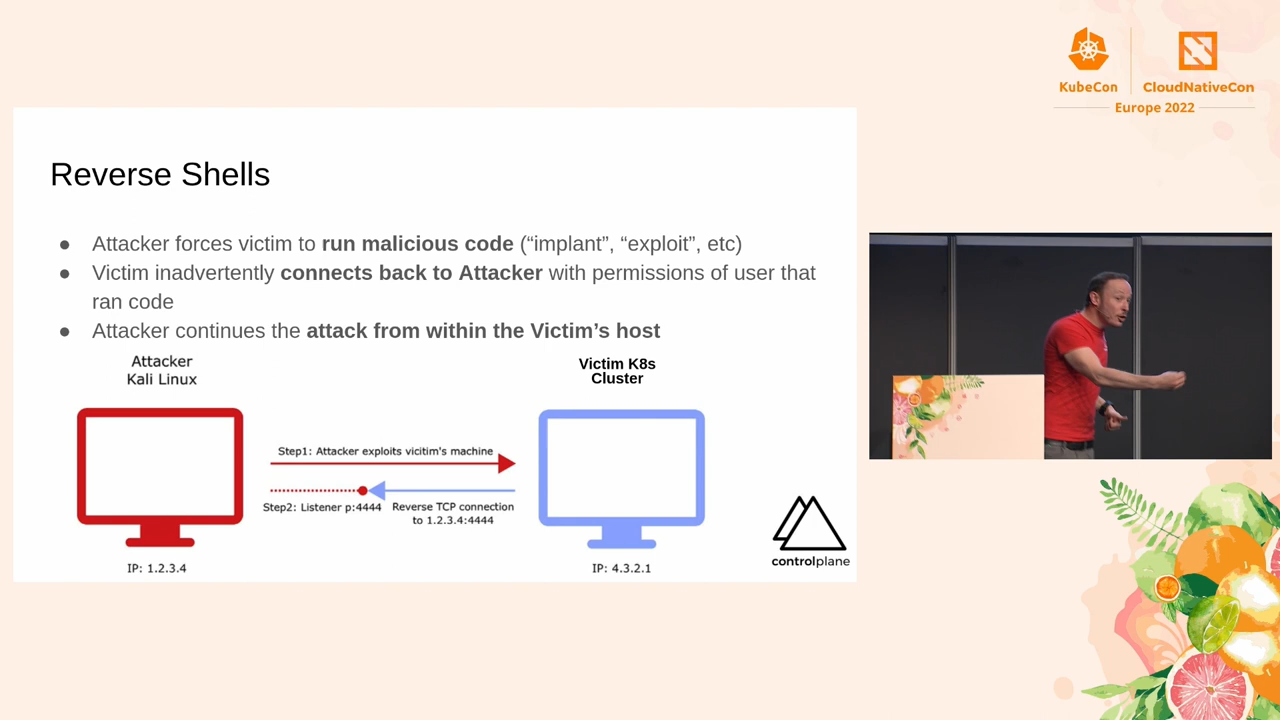 KubeCon
CloudNativeCon
Europe 2022
Reverse Shells
● Attacker forces victim to run malicious code (“implant”, “exploit”, etc)
● Victim inadvertently connects back to Attacker with permissions of user that
ran code
● Attacker continues the attack from within the Victim’s host
Attacker
Kali Linux
Victim K8s
Cluster
Step1: Attacker exploits vicitim's machine
Step2: Listener p:4444
Reverse TCP connection
to 1.2.3.4:4444
IP: 1.2.3.4
IP: 4.3.2.1
controlplane